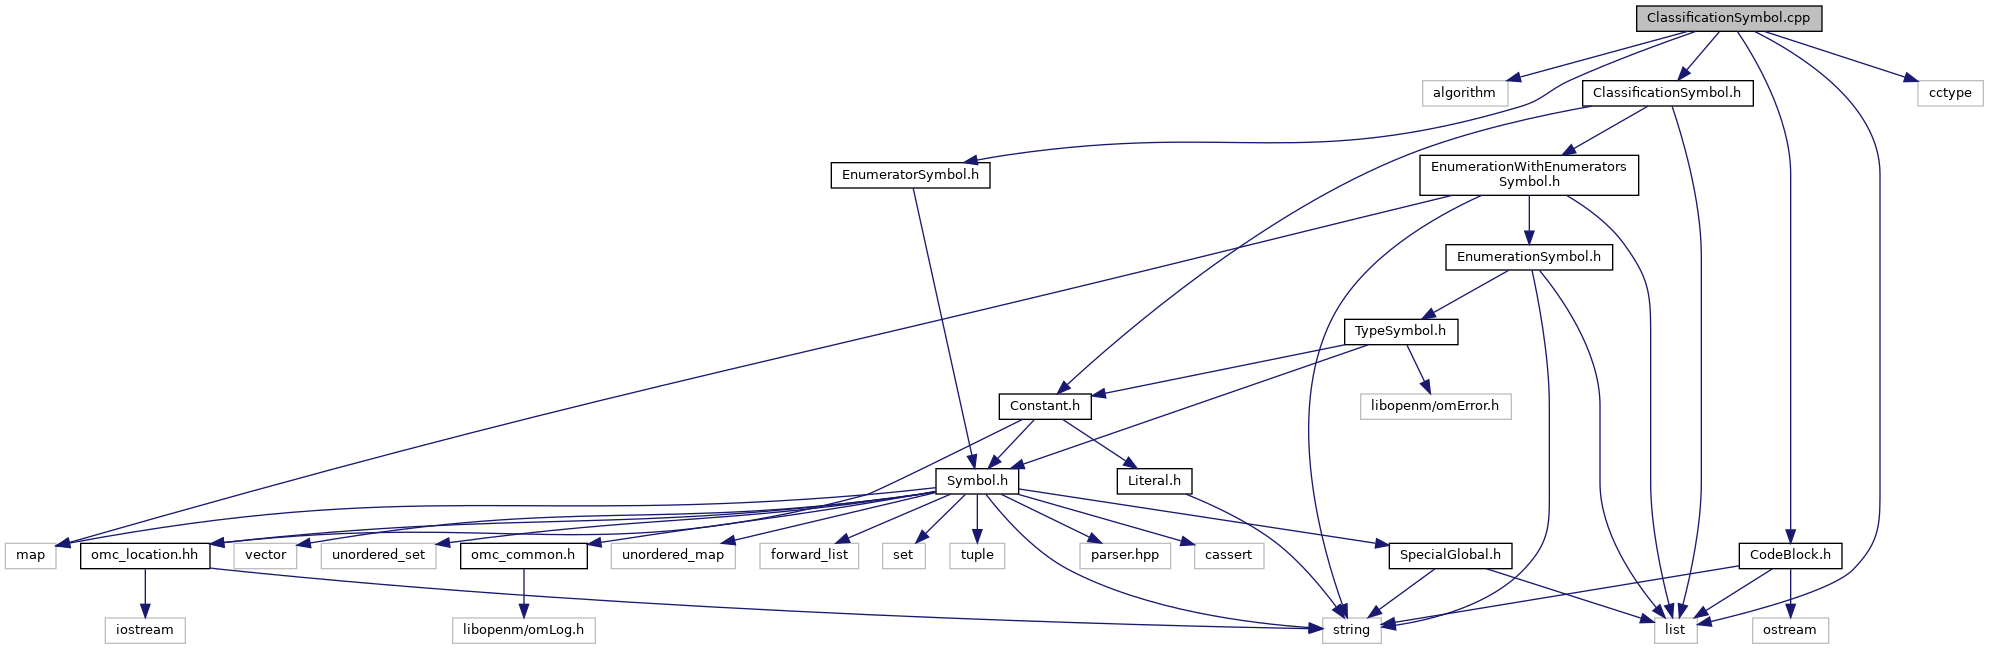 ClassificationSymbol.cpp
algorithm
ClassificationSymbol.h
cctype
EnumeratorSymbol.h
EnumerationWithEnumerators
Symbol.h
EnumerationSymbol.h
TypeSymbol.h
Constant.h
libopenm/omError.h
Symbol.h
Literal.h
map
omc_location.hh
vector
unordered_set
omc_common.h
unordered_map
forward_list
set
tuple
parser.hpp
cassert
SpecialGlobal.h
CodeBlock.h
iostream
libopenm/omLog.h
string
list
ostream